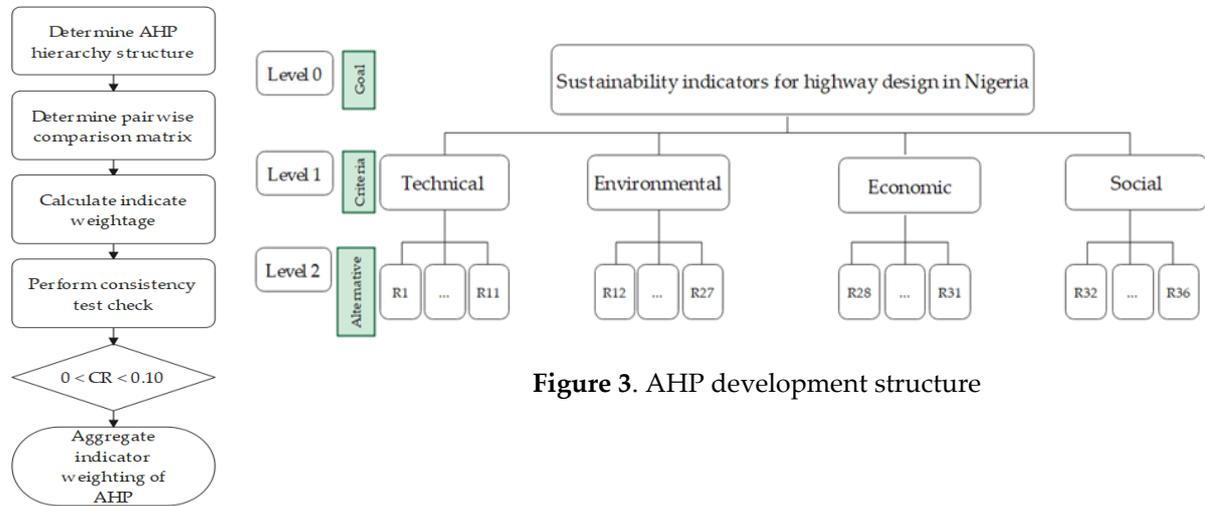 Determine AHP
hierarchy structure
Determine pairwise
comparison matrix
Calculate indicate
weightage
Perform consistency
test check
0 < CR < 0.10
Aggregate
indicator
weighting of
AHP
Level 0
Goal
Sustainability indicators for highway design in Nigeria
Level 1
Criteria
Technical
Environmental
Economic
Social
Level 2
Alternative
R1
...
R11
R12
...
R27
R28
...
R31
R32
...
R36
Figure 3. AHP development structure